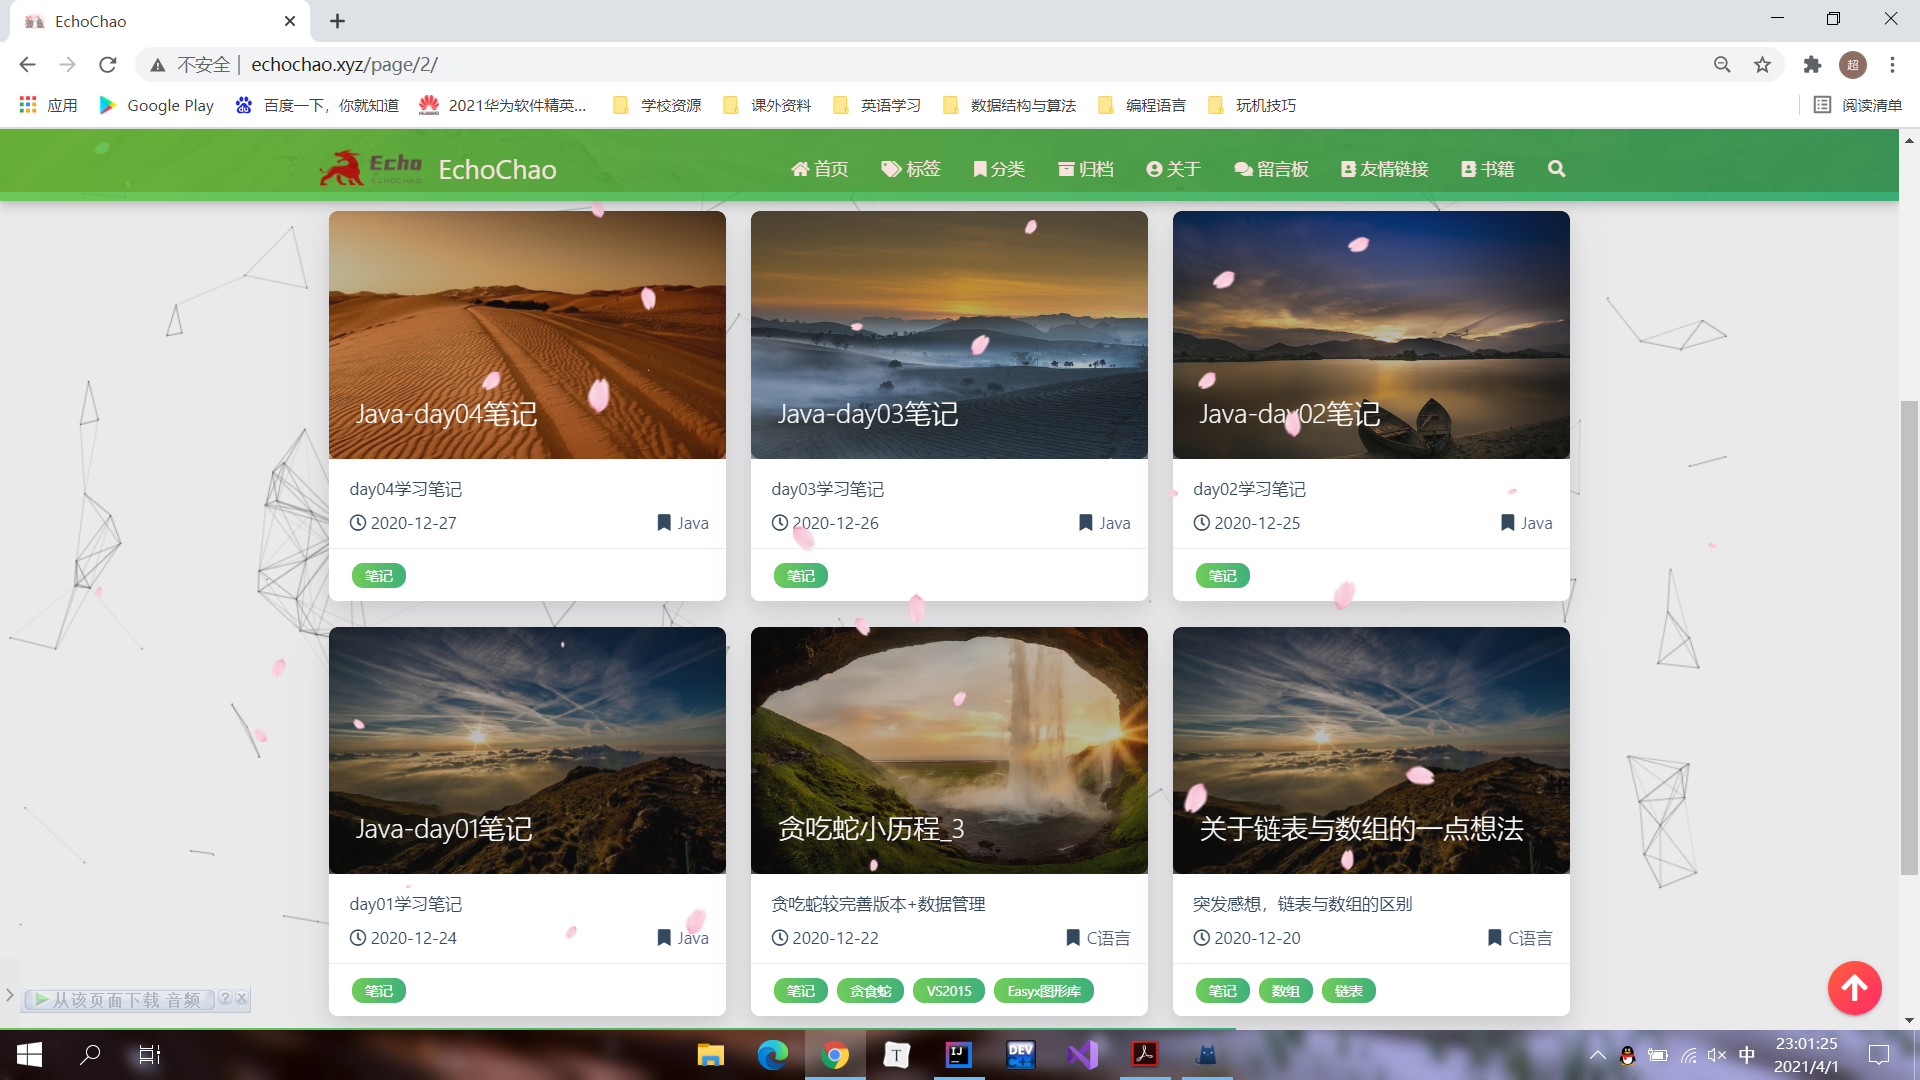 EchoChao
不安全 | echochao.xyz/page/2/
超
应用 Google Play 百度一下，你就知道 2021华为软件精英... 学校资源 课外资料 英语学习 数据结构与算法 编程语言 玩机技巧 阅读清单
Echo
ECHOCHAO
EchoChao 首页 标签 分类 归档 关于 留言板 友情链接 书籍
Java-day04笔记 Java-day03笔记 Java-day02笔记
day04学习笔记 day03学习笔记 day02学习笔记
2020-12-27 Java 2020-12-26 Java 2020-12-25 Java
笔记 笔记 笔记
Java-day01笔记 贪吃蛇小历程_3 关于链表与数组的一点想法
day01学习笔记 贪吃蛇较完善版本+数据管理 突发感想，链表与数组的区别
2020-12-24 Java 2020-12-22 C语言 2020-12-20 C语言
笔记 笔记 贪食蛇 VS2015 Easyx图形库 笔记 数组 链表
从该页面下载 音频 ? x
T IJ DEV C++ 中
23:01:25
2021/4/1